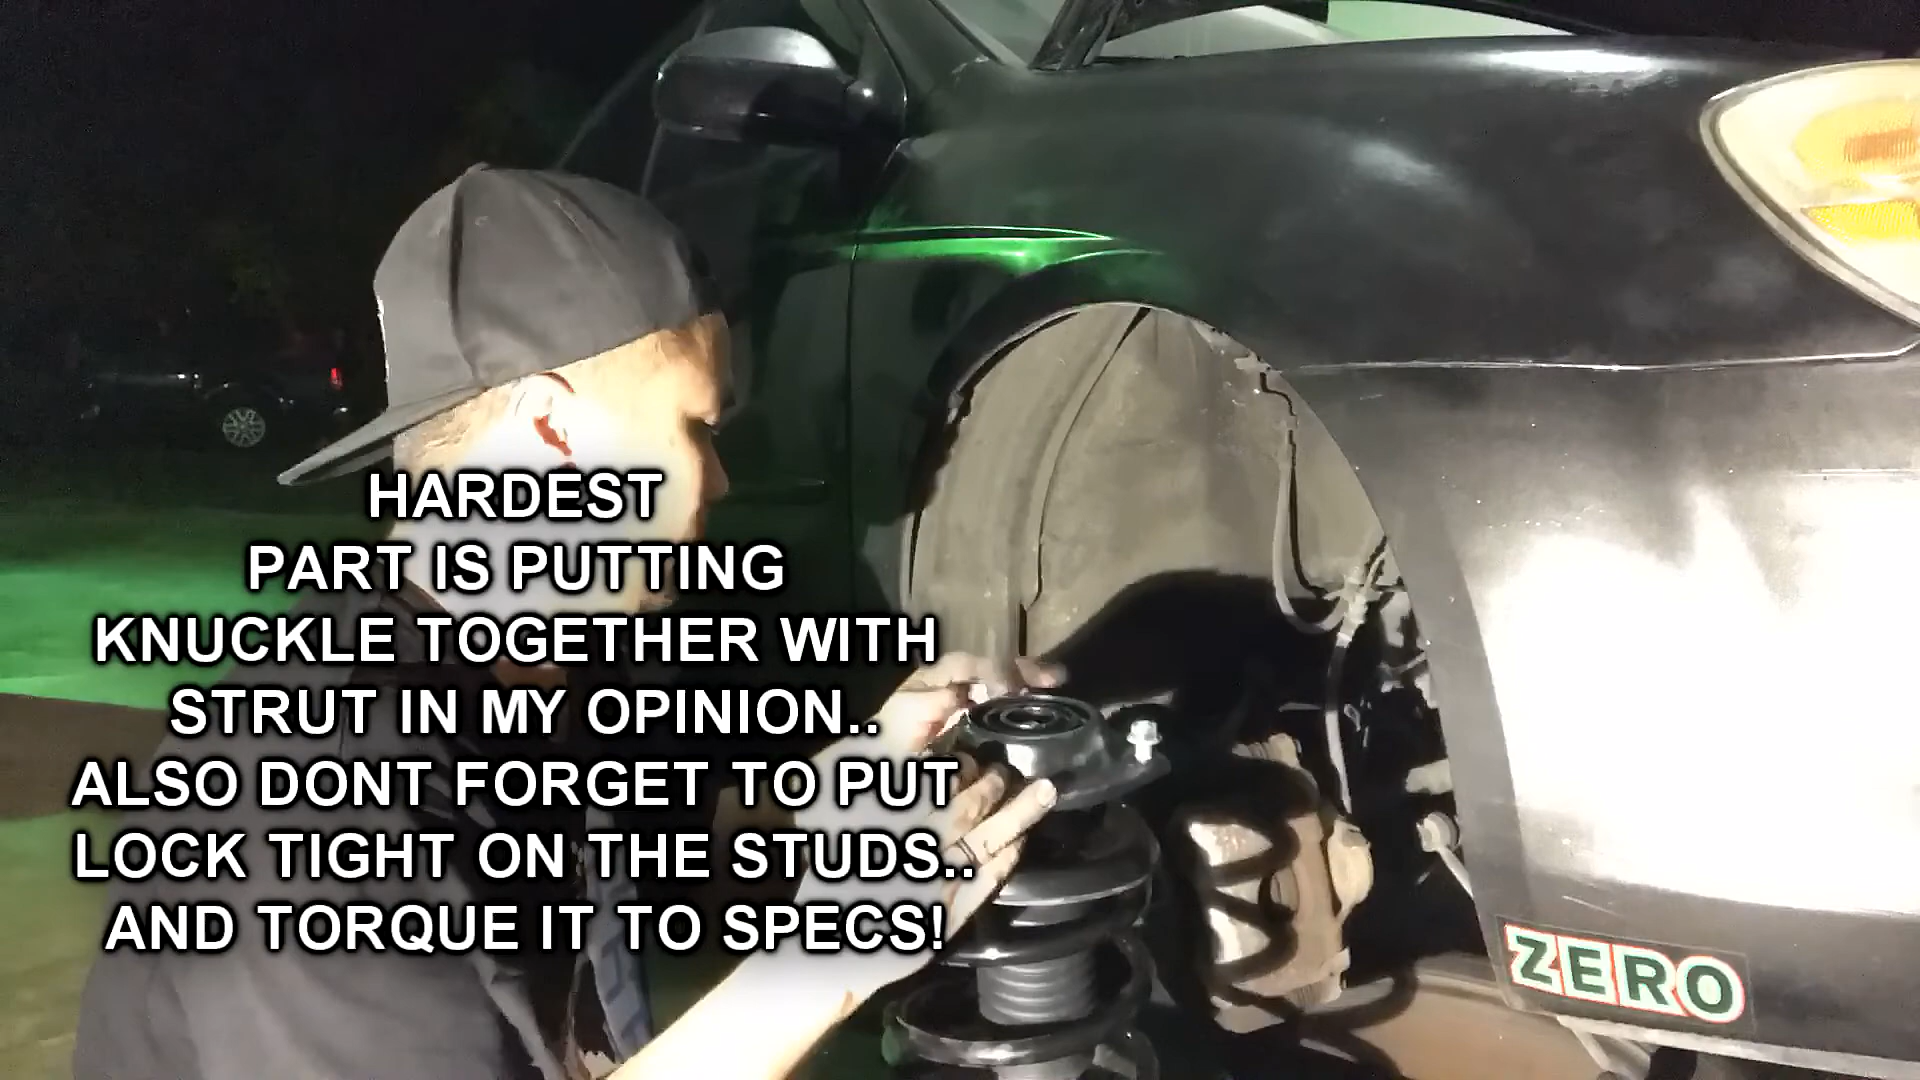 HARDEST
PART IS PUTTING
KNUCKLE TOGETHER WITH
STRUT IN MY OPINION..
ALSO DONT FORGET TO PUT
LOCK TIGHT ON THE STUDS..
AND TORQUE IT TO SPECS!
ZERO